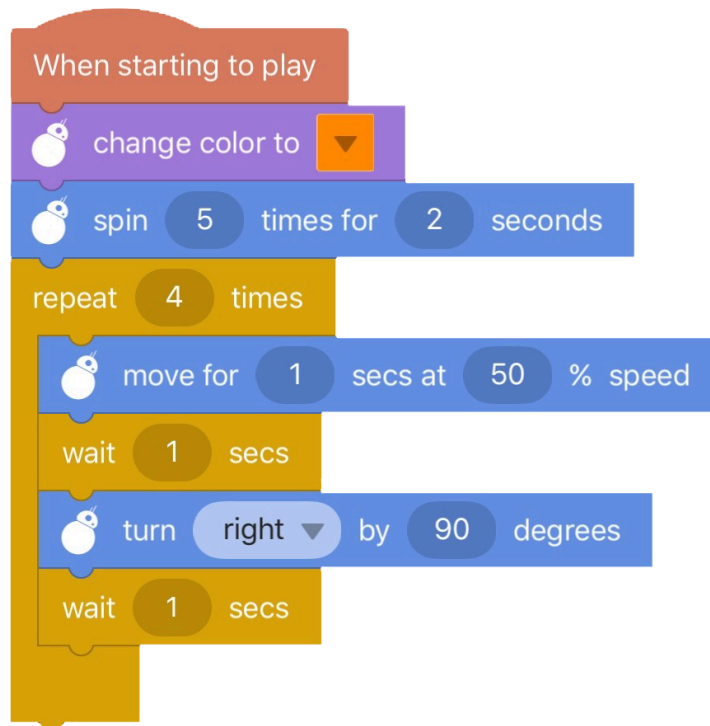 When starting to play
change color to
spin 5 times for 2 seconds
repeat 4 times
move for 1 secs at 50 % speed
wait 1 secs
turn right by 90 degrees
wait 1 secs